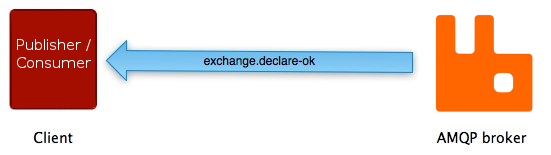 Publisher /
Consumer
exchange.declare-ok
Client
AMQP broker